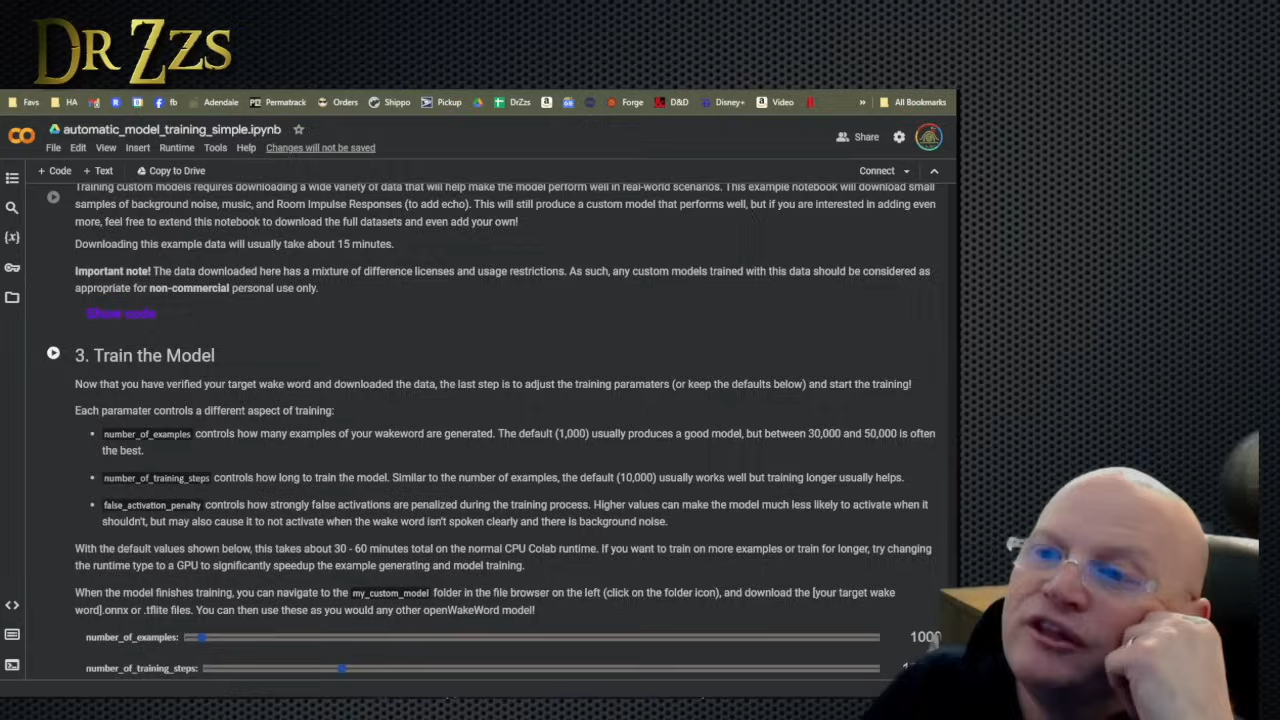 DR ZZS
Favs
HA
fb
Adendale
Permatrack
Orders
Shippo
Pickup
DrZzs
Forge
D&D
Disney+
Video
»
All Bookmarks
automatic_model_training_simple.ipynb
Share
File Edit View Insert Runtime Tools Help Changes will not be saved
+ Code + Text Copy to Drive
Connect
Training custom models requires downloading a wide variety of data that will help make the model perform well in real-world scenarios. This example notebook will download small
samples of background noise, music, and Room Impulse Responses (to add echo). This will still produce a custom model that performs well, but if you are interested in adding even
more, feel free to extend this notebook to download the full datasets and even add your own!
Downloading this example data will usually take about 15 minutes.
Important note! The data downloaded here has a mixture of difference licenses and usage restrictions. As such, any custom models trained with this data should be considered as
appropriate for non-commercial personal use only.
Show code
3. Train the Model
Now that you have verified your target wake word and downloaded the data, the last step is to adjust the training paramaters (or keep the defaults below) and start the training!
Each paramater controls a different aspect of training:
• number_of_examples controls how many examples of your wakeword are generated. The default (1,000) usually produces a good model, but between 30,000 and 50,000 is often
the best.
• number_of_training_steps controls how long to train the model. Similar to the number of examples, the default (10,000) usually works well but training longer usually helps.
• false_activation_penalty controls how strongly false activations are penalized during the training process. Higher values can make the model much less likely to activate when it
shouldn't, but may also cause it to not activate when the wake word isn't spoken clearly and there is background noise.
With the default values shown below, this takes about 30 - 60 minutes total on the normal CPU Colab runtime. If you want to train on more examples or train for longer, try changing
the runtime type to a GPU to significantly speedup the example generating and model training.
When the model finishes training, you can navigate to the my_custom_model folder in the file browser on the left (click on the folder icon), and download the [your target wake
word].onnx or .tflite files. You can then use these as you would any other openWakeWord model!
number_of_examples: 1000
number_of_training_steps: